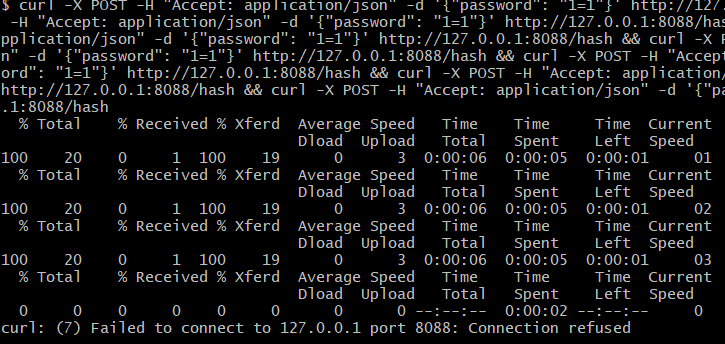 $ curl -X POST -H "Accept: application/json" -d '{"password": "1=1"}' http://127.
-H "Accept: application/json" -d '{"password": "1=1"}' http://127.0.0.1:8088/has
pplication/json" -d '{"password": "1=1"}' http://127.0.0.1:8088/hash && curl -X P
n" -d '{"password": "1=1"}' http://127.0.0.1:8088/hash && curl -X POST -H "Accept
ord": "1=1"}' http://127.0.0.1:8088/hash && curl -X POST -H "Accept: application/
http://127.0.0.1:8088/hash && curl -X POST -H "Accept: application/json" -d '{"pa
.1:8088/hash
% Total % Received % Xferd Average Speed Time Time Time Current
Dload Upload Total Spent Left Speed
100 20 0 1 100 19 0 3 0:00:06 0:00:05 0:00:01 01
% Total % Received % Xferd Average Speed Time Time Time Current
Dload Upload Total Spent Left Speed
100 20 0 1 100 19 0 3 0:00:06 0:00:05 0:00:01 02
% Total % Received % Xferd Average Speed Time Time Time Current
Dload Upload Total Spent Left Speed
100 20 0 1 100 19 0 3 0:00:06 0:00:05 0:00:01 03
% Total % Received % Xferd Average Speed Time Time Time Current
Dload Upload Total Spent Left Speed
0 0 0 0 0 0 0 0 --:--:-- 0:00:02 --:--:-- 0
curl: (7) Failed to connect to 127.0.0.1 port 8088: Connection refused